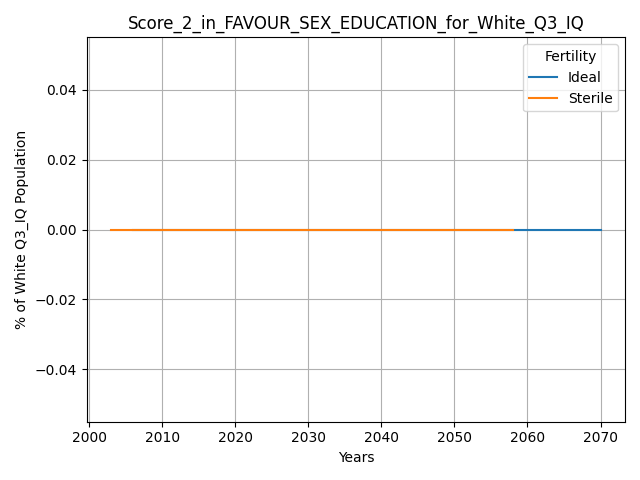 Score_2_in_FAVOUR_SEX_EDUCATION_for_White_Q3_IQ
Fertility
Ideal
Sterile
% of White Q3_IQ Population
0.04
0.02
0.00
−0.02
−0.04
2000 2010 2020 2030 2040 2050 2060 2070
Years